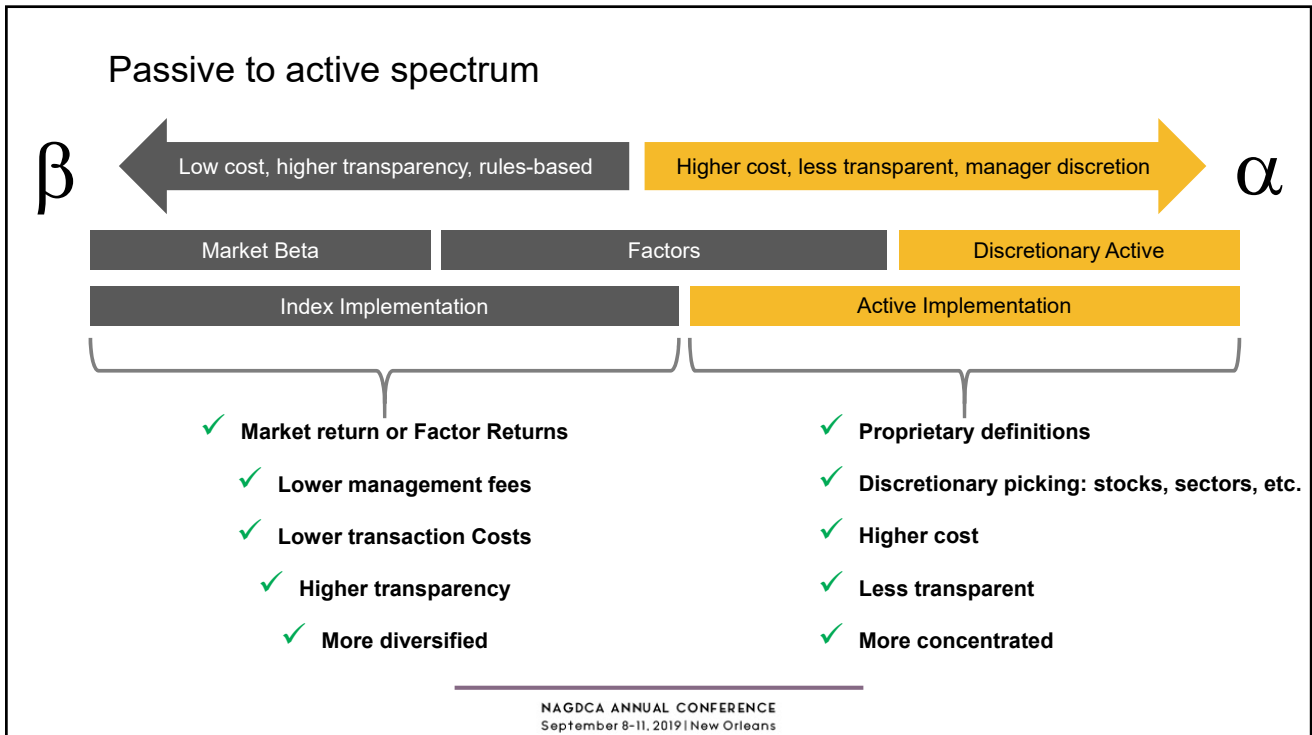 Passive to active spectrum
β
Low cost, higher transparency, rules-based
Higher cost, less transparent, manager discretion
α
Market Beta
Factors
Discretionary Active
Index Implementation
Active Implementation
✓ Market return or Factor Returns
✓ Lower management fees
✓ Lower transaction Costs
✓ Higher transparency
✓ More diversified
✓ Proprietary definitions
✓ Discretionary picking: stocks, sectors, etc.
✓ Higher cost
✓ Less transparent
✓ More concentrated
NAGDCA ANNUAL CONFERENCE
September 8-11, 2019 | New Orleans